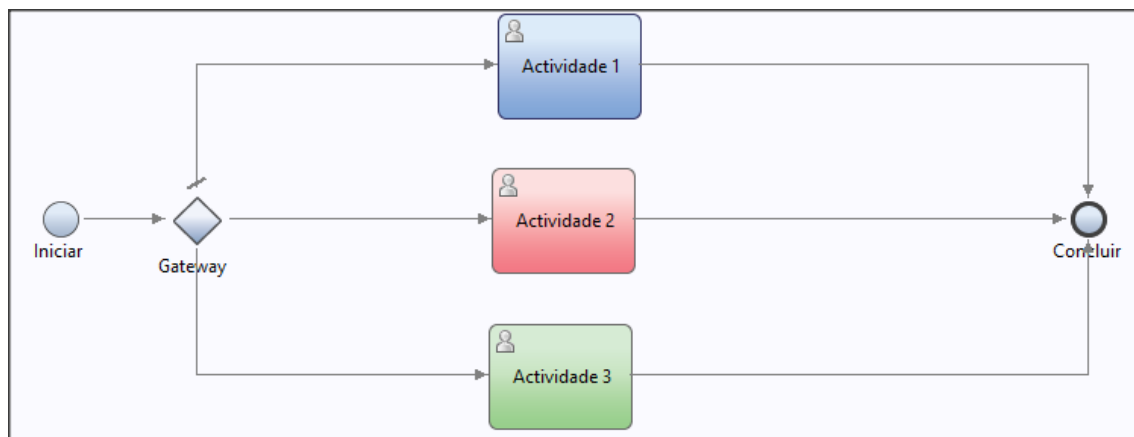 Actividade 1
Actividade 2
Iniciar
Gateway
Concluir
Actividade 3